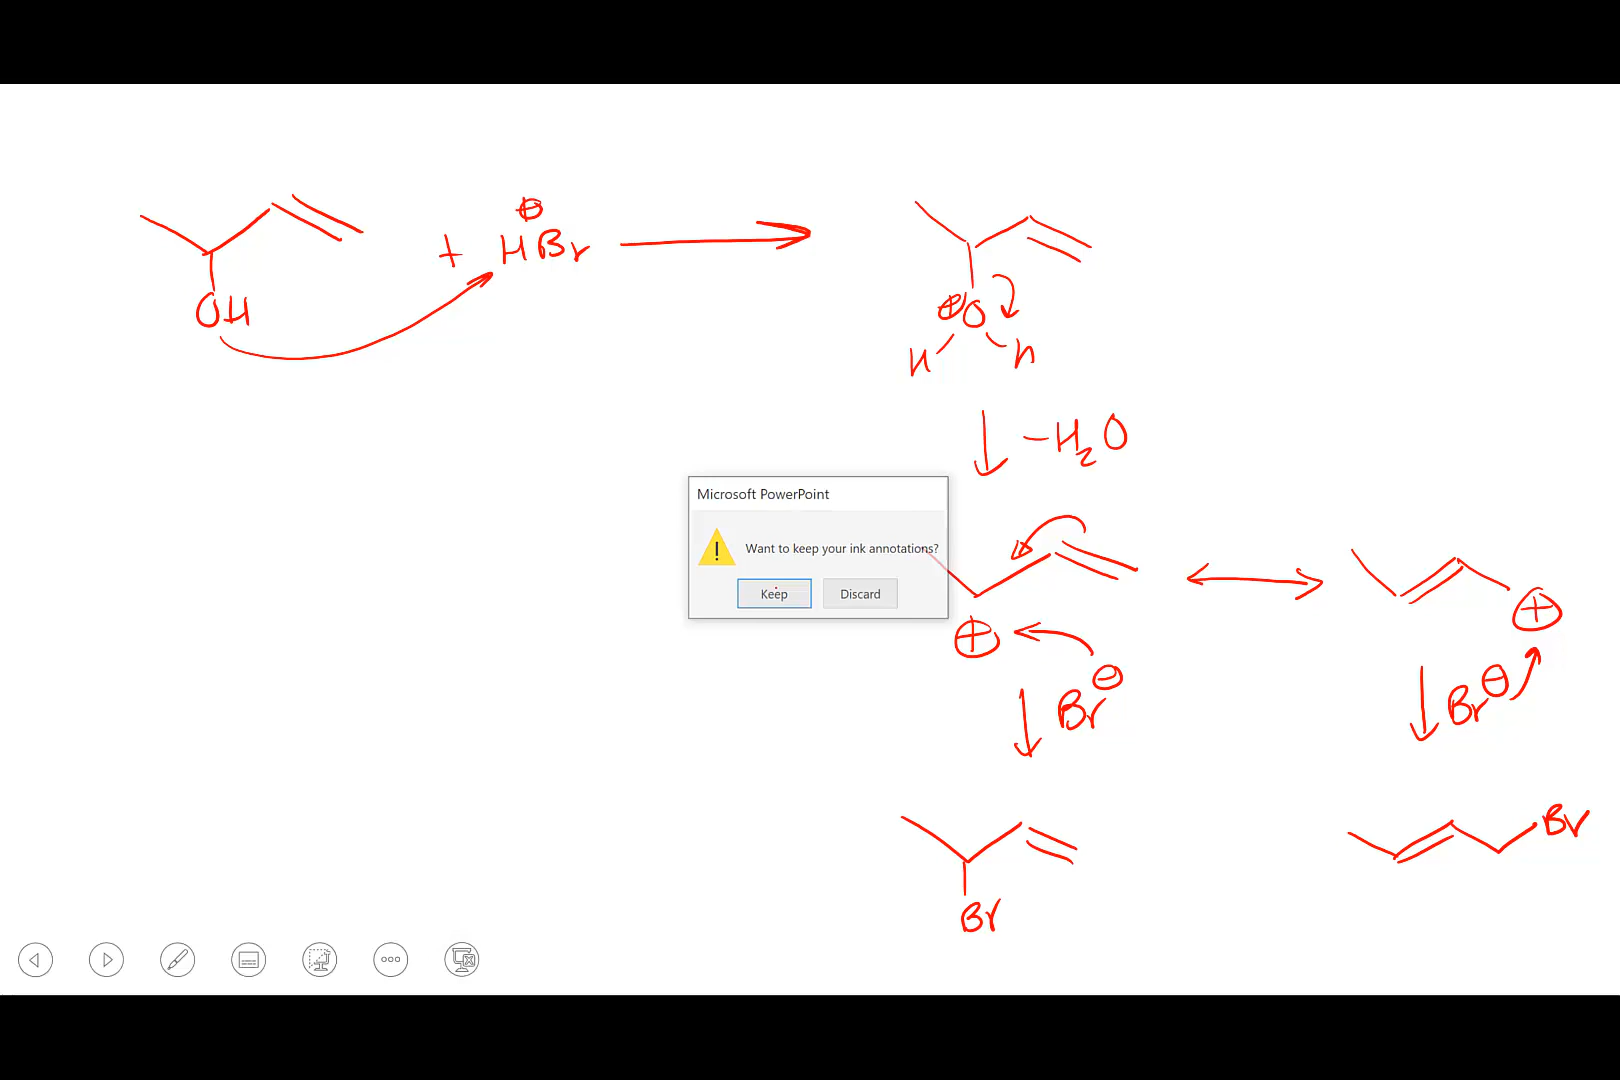 ⊖
OH
+ HBr
⊕O
H H
-H₂O
Microsoft PowerPoint
Want to keep your ink annotations?
Keep Discard
⊕
⊕
Br⊖
Br⊖
Br
Br